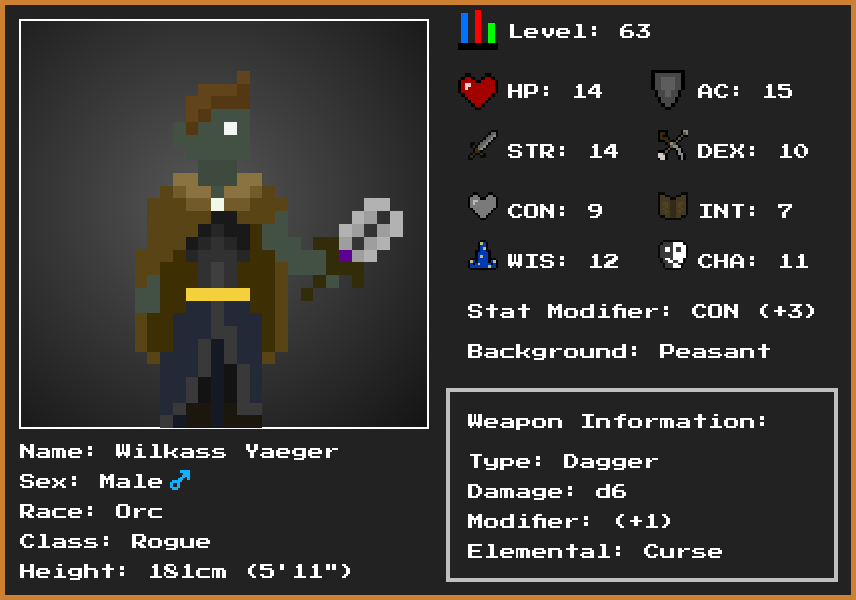 Level: 63
HP: 14 AC: 15
STR: 14 DEX: 10
CON: 9 INT: 7
WIS: 12 CHA: 11
Stat Modifier: CON (+3)
Background: Peasant
Weapon Information:
Type: Dagger
Damage: d6
Modifier: (+1)
Elemental: Curse
Name: Wilkass Yaeger
Sex: Male♂
Race: Orc
Class: Rogue
Height: 181cm (5'11")